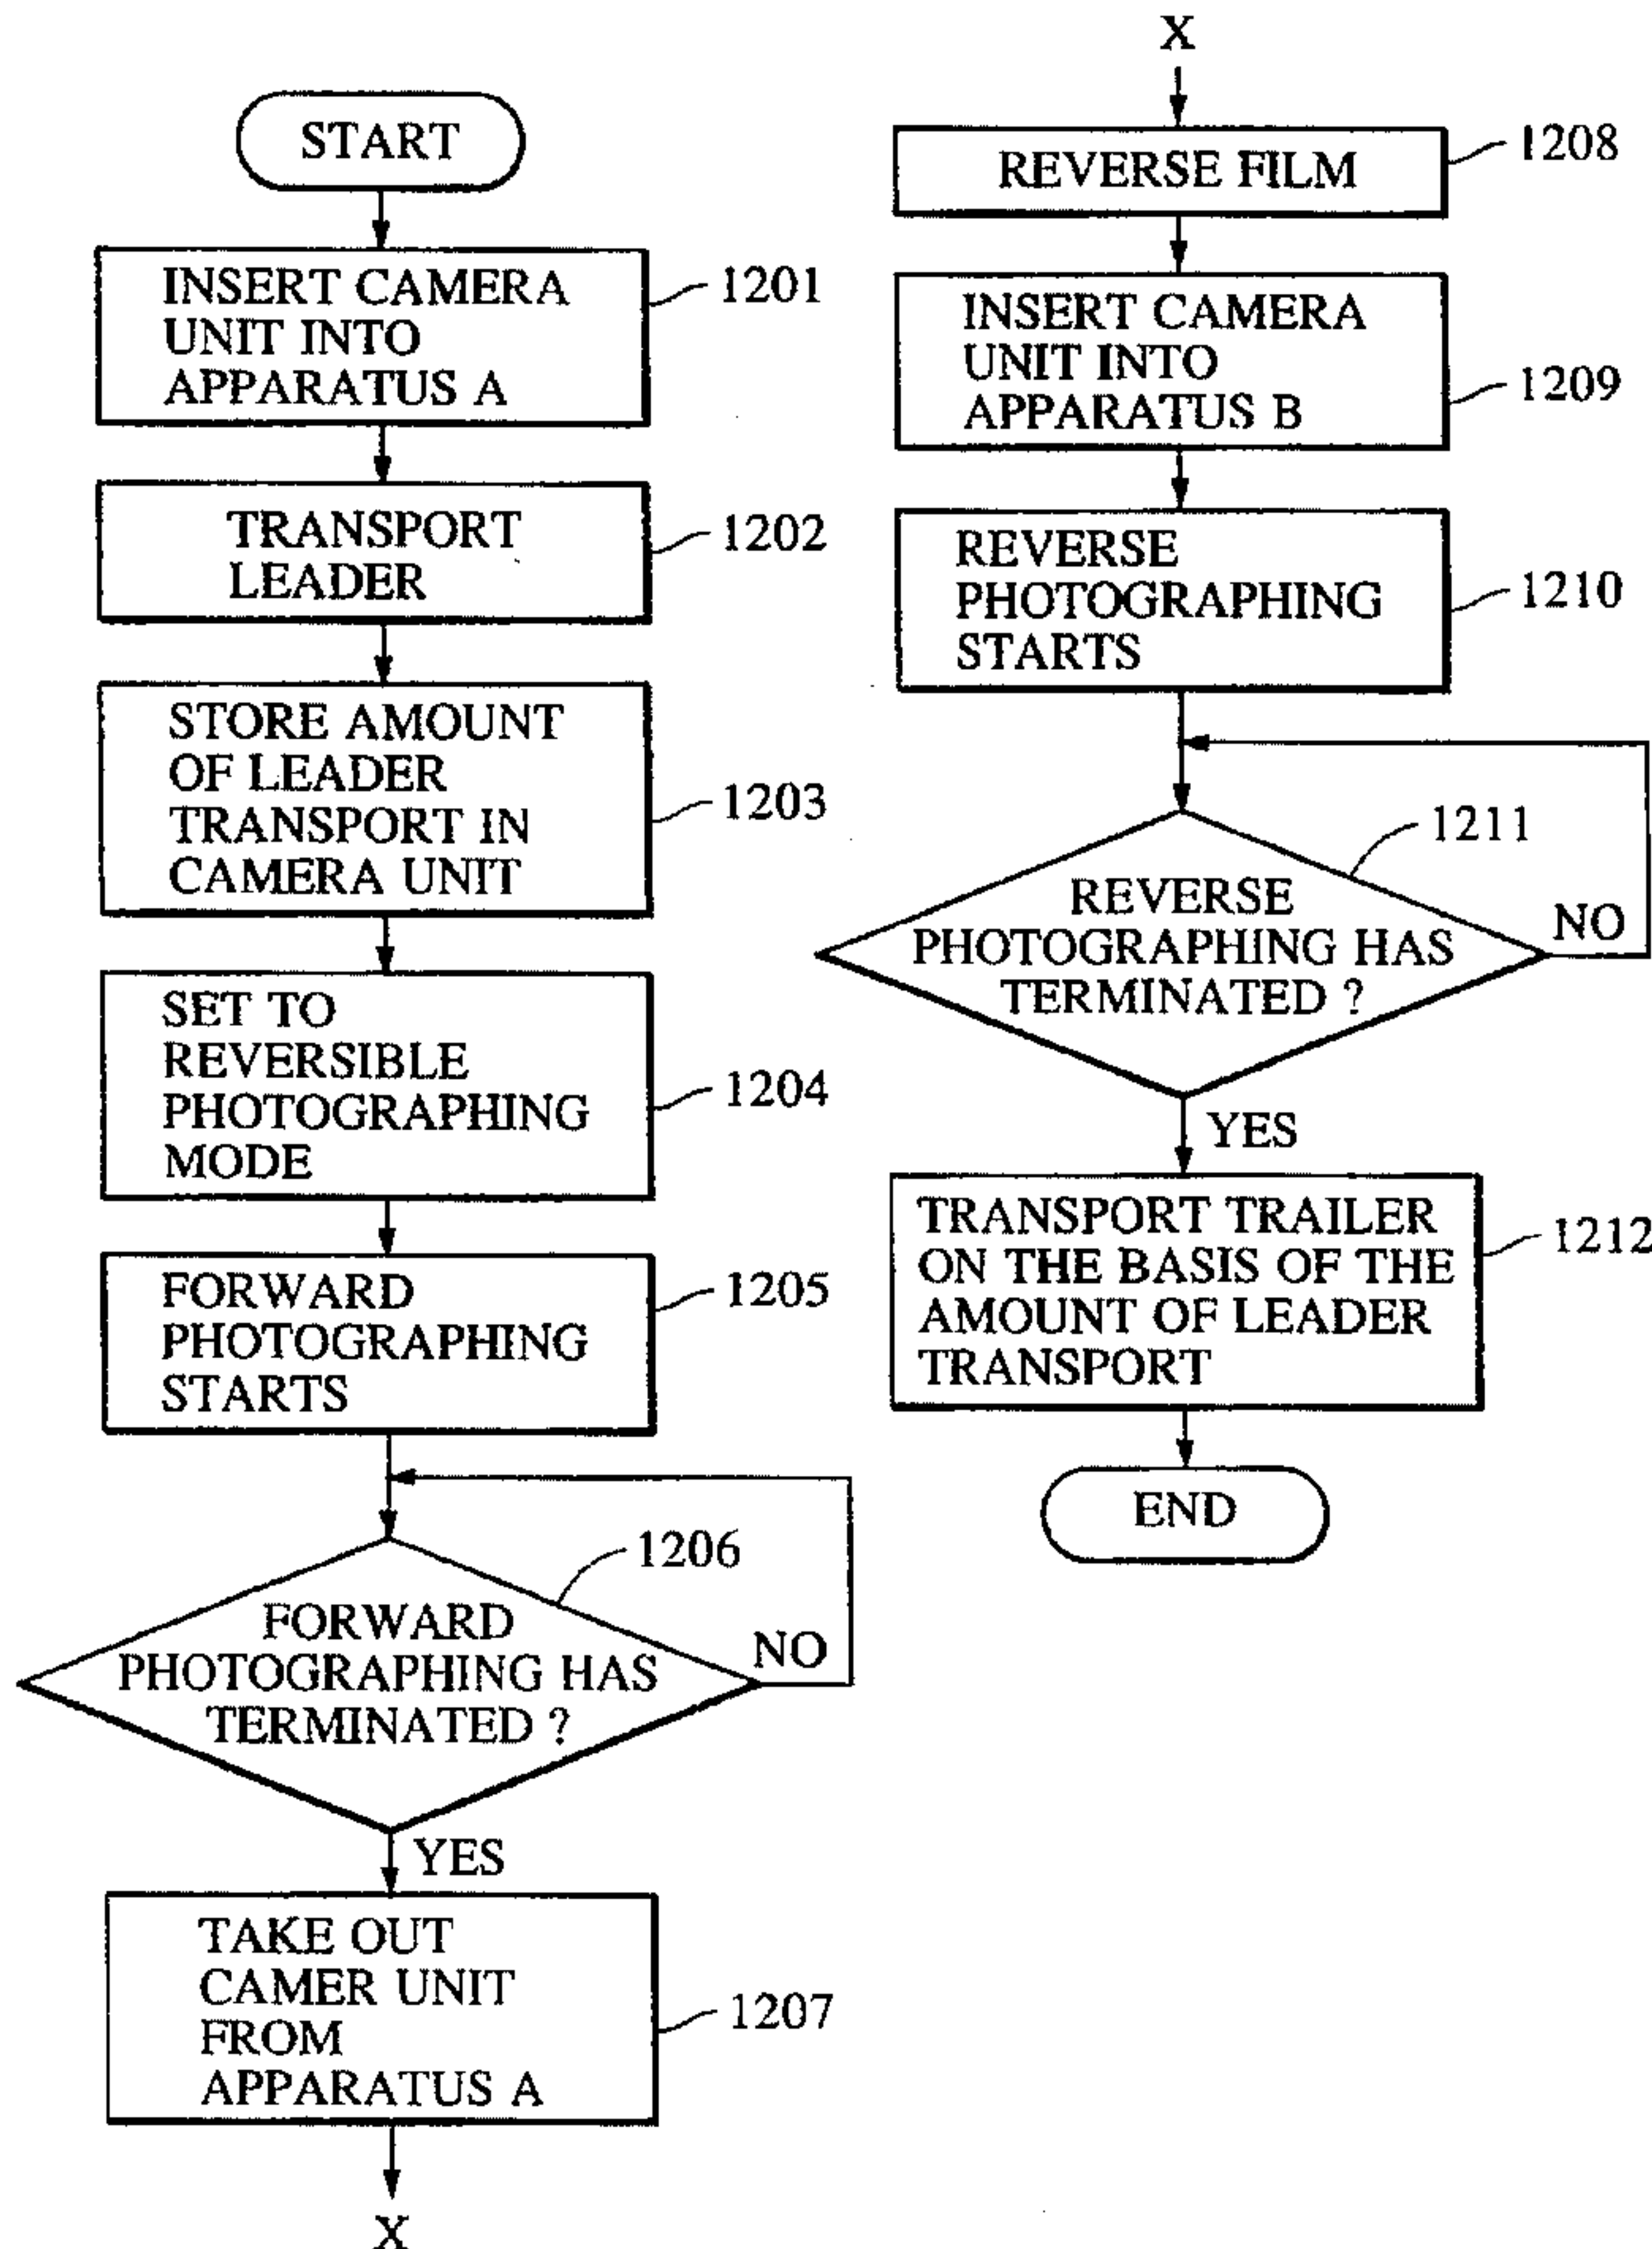 START
INSERT CAMERA
UNIT INTO
APPARATUS A
1201
TRANSPORT
LEADER
1202
STORE AMOUNT
OF LEADER
TRANSPORT IN
CAMERA UNIT
1203
SET TO
REVERSIBLE
PHOTOGRAPHING
MODE
1204
FORWARD
PHOTOGRAPHING
STARTS
1205
1206
FORWARD
PHOTOGRAPHING HAS
TERMINATED ?
NO
YES
TAKE OUT
CAMER UNIT
FROM
APPARATUS A
1207
X
X
REVERSE FILM
1208
INSERT CAMERA
UNIT INTO
APPARATUS B
1209
REVERSE
PHOTOGRAPHING
STARTS
1210
1211
REVERSE
PHOTOGRAPHING HAS
TERMINATED ?
NO
YES
TRANSPORT TRAILER
ON THE BASIS OF THE
AMOUNT OF LEADER
TRANSPORT
1212
END